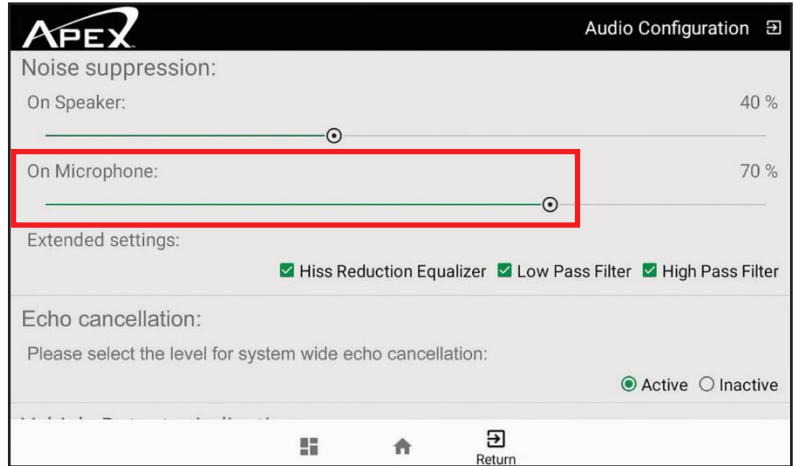 APEX
Audio Configuration
Noise suppression:
On Speaker: 40 %
On Microphone: 70 %
Extended settings:
Hiss Reduction Equalizer Low Pass Filter High Pass Filter
Echo cancellation:
Please select the level for system wide echo cancellation:
Active Inactive
Return